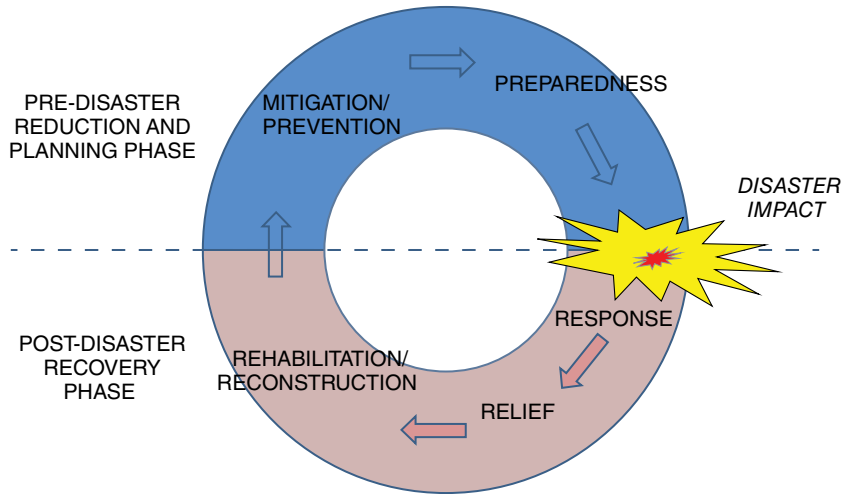 PRE-DISASTER
REDUCTION AND
PLANNING PHASE
MITIGATION/
PREVENTION
PREPAREDNESS
DISASTER
IMPACT
POST-DISASTER
RECOVERY
PHASE
REHABILITATION/
RECONSTRUCTION
RESPONSE
RELIEF